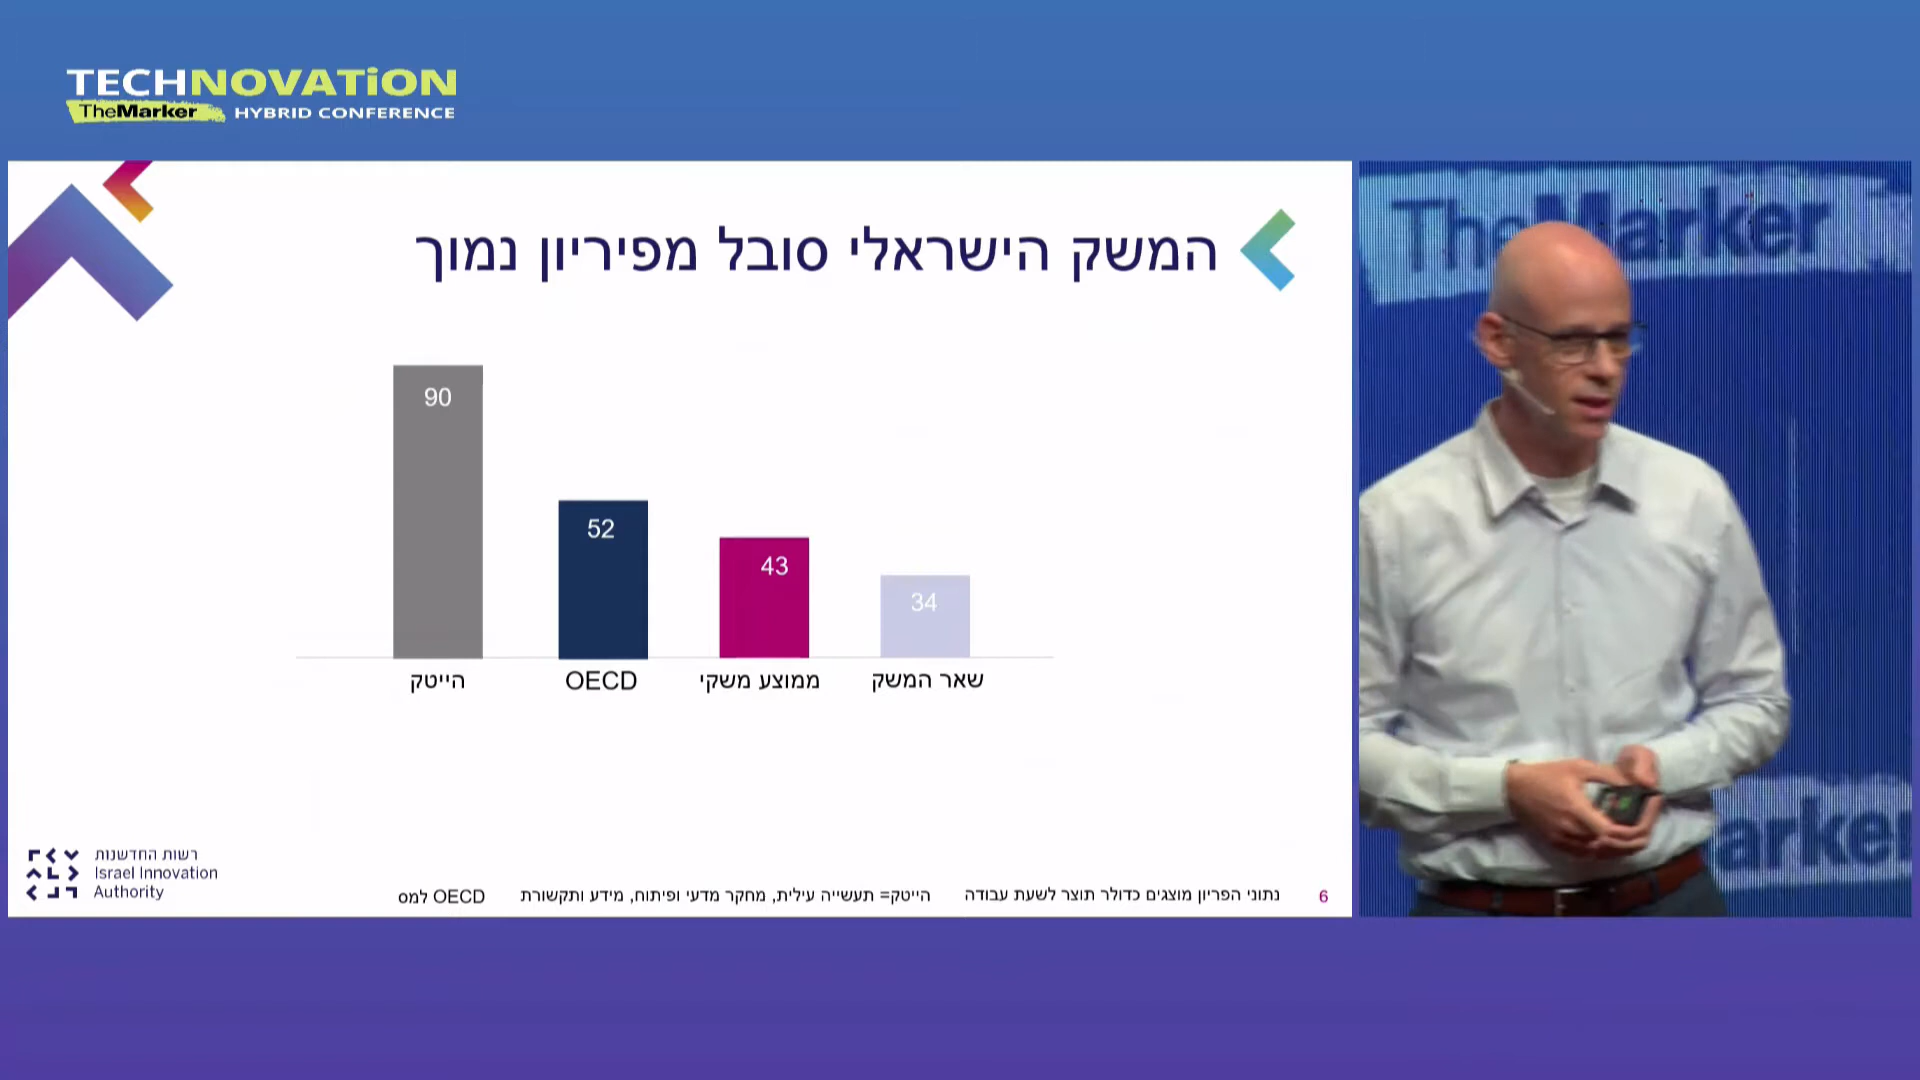 TECHNOVATiON
TheMarker HYBRID CONFERENCE
המשק הישראלי סובל מפיריון נמוך
90
52
43
34
הייטק
OECD
ממוצע משקי
שאר המשק
רשות החדשנות
Israel Innovation
Authority
6 נתוני הפריון מוצגים כדולר תוצר לשעת עבודה הייטק= תעשייה עילית, מחקר מדעי ופיתוח, מידע ותקשורת OECD למס
TheMarker
arker